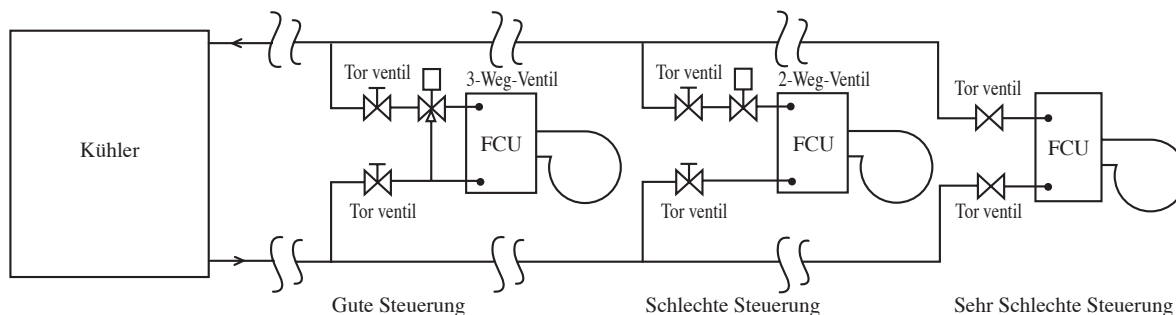 Kühler
Tor ventil
3-Weg-Ventil
FCU
Tor ventil
Gute Steuerung
Tor ventil
2-Weg-Ventil
FCU
Tor ventil
Schlechte Steuerung
Tor ventil
FCU
Tor ventil
Sehr Schlechte Steuerung